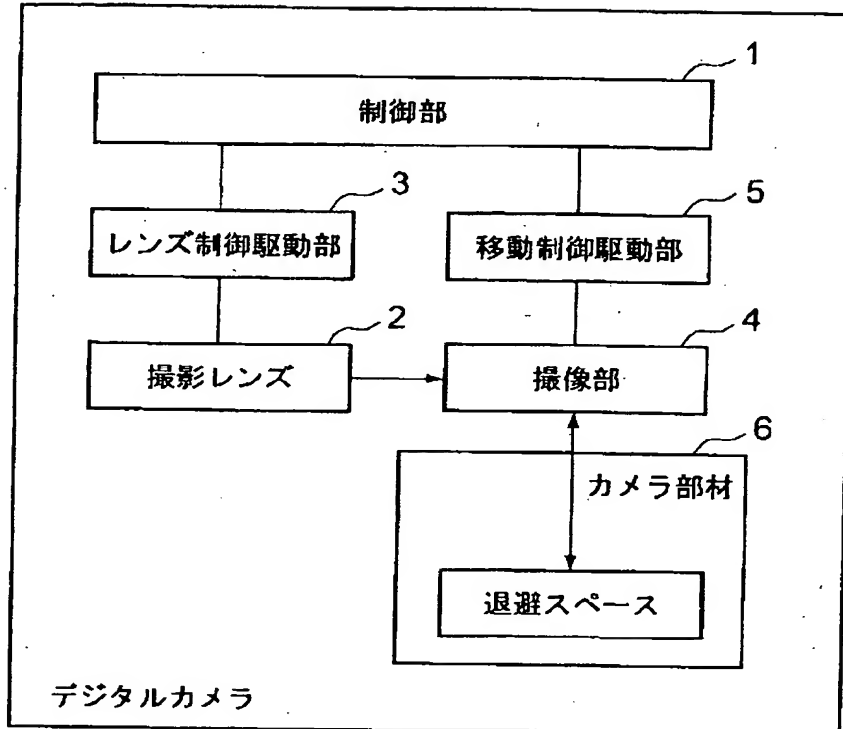 1
制御部
3
5
レンズ制御駆動部
移動制御駆動部
2
4
撮影レンズ
撮像部
6
カメラ部材
退避スペース
デジタルカメラ